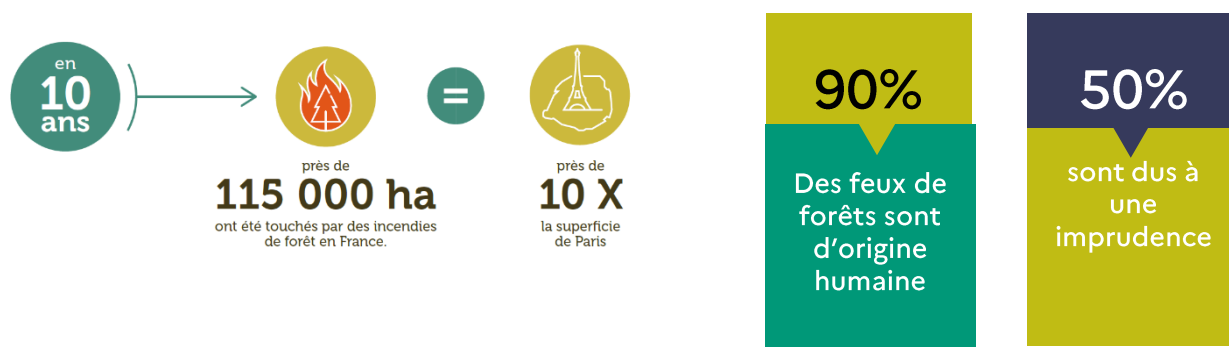 en
10
ans
près de
115 000 ha
ont été touchés par des incendies
de forêt en France.
=
près de
10 X
la superficie
de Paris
90%
Des feux de
forêts sont
d'origine
humaine
50%
sont dus à
une
imprudence